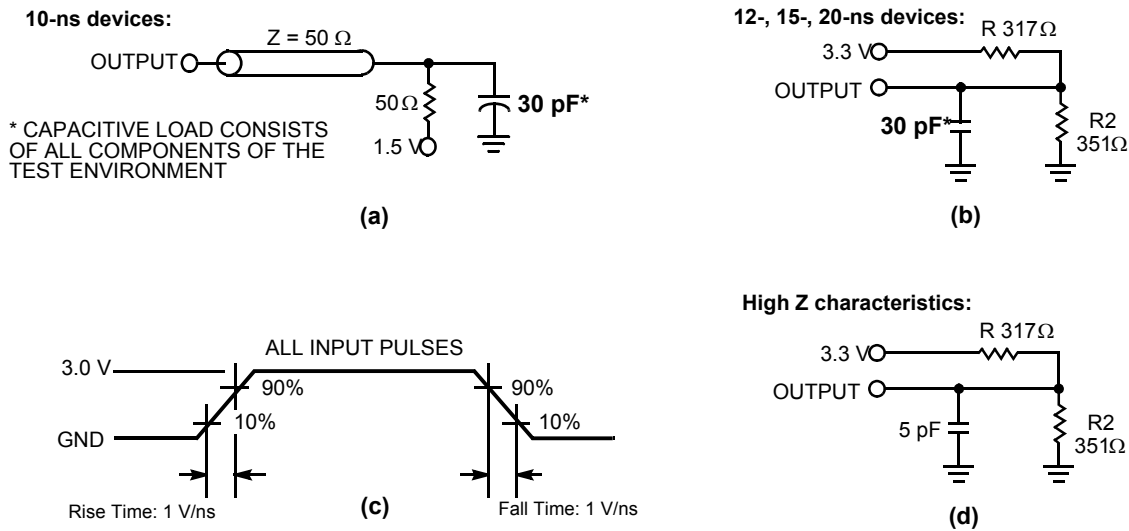 10-ns devices:
Z = 50 Ω
OUTPUT
50Ω
30 pF*
1.5 V
* CAPACITIVE LOAD CONSISTS
OF ALL COMPONENTS OF THE
TEST ENVIRONMENT
(a)
12-, 15-, 20-ns devices:
R 317Ω
3.3 V
OUTPUT
30 pF*
R2
351Ω
(b)
ALL INPUT PULSES
3.0 V
90%
10%
GND
90%
10%
Rise Time: 1 V/ns
(c)
Fall Time: 1 V/ns
High Z characteristics:
R 317Ω
3.3 V
OUTPUT
5 pF
R2
351Ω
(d)